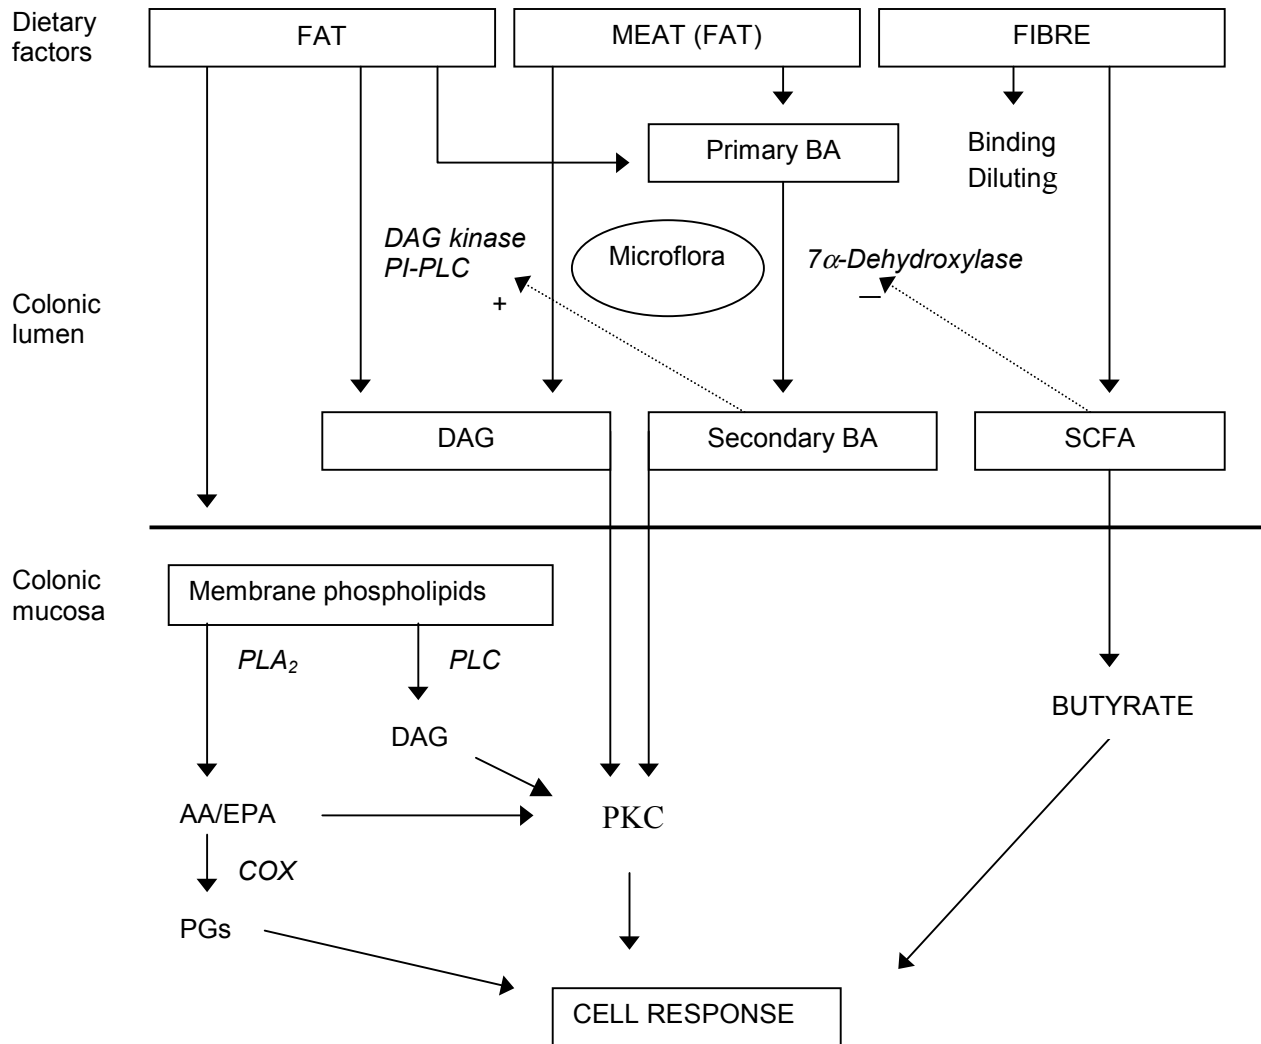 Dietary
factors
FAT
MEAT (FAT)
FIBRE
Primary BA
Binding
Diluting
DAG kinase
PI-PLC
+
Microflora
7α-Dehydroxylase
—
Colonic
lumen
DAG
Secondary BA
SCFA
Colonic
mucosa
Membrane phospholipids
PLA₂
PLC
DAG
BUTYRATE
AA/EPA
PKC
COX
PGs
CELL RESPONSE